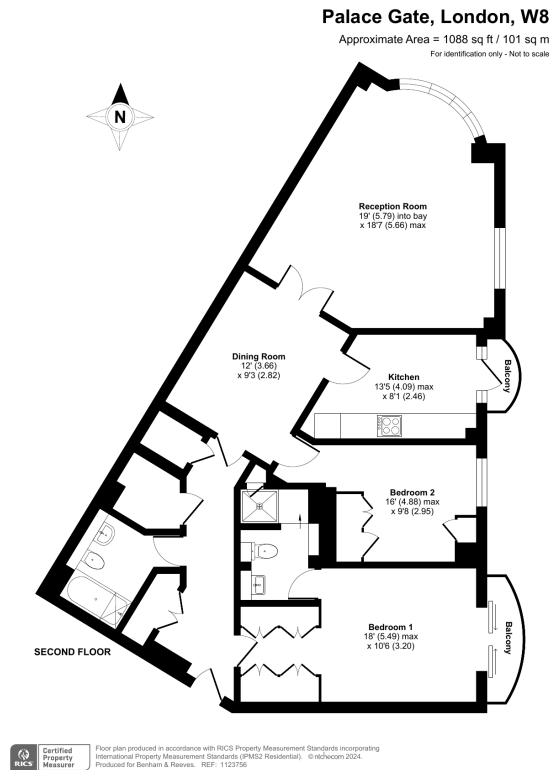 Palace Gate, London, W8
Approximate Area = 1088 sq ft / 101 sq m
For identification only - Not to scale
N
Reception Room
19' (5.79) into bay
x 18'7 (5.66) max
Dining Room
12' (3.66)
x 9'3 (2.82)
Kitchen
13'5 (4.09) max
x 8'1 (2.46)
Balcony
Bedroom 2
16' (4.88) max
x 9'8 (2.95)
Bedroom 1
18' (5.49) max
x 10'6 (3.20)
Balcony
SECOND FLOOR
RICS
Certified
Property
Measurer
Floor plan produced in accordance with RICS Property Measurement Standards incorporating
International Property Measurement Standards (IPMS2 Residential). © nichecom 2024.
Produced for Benham & Reeves. REF: 1123756